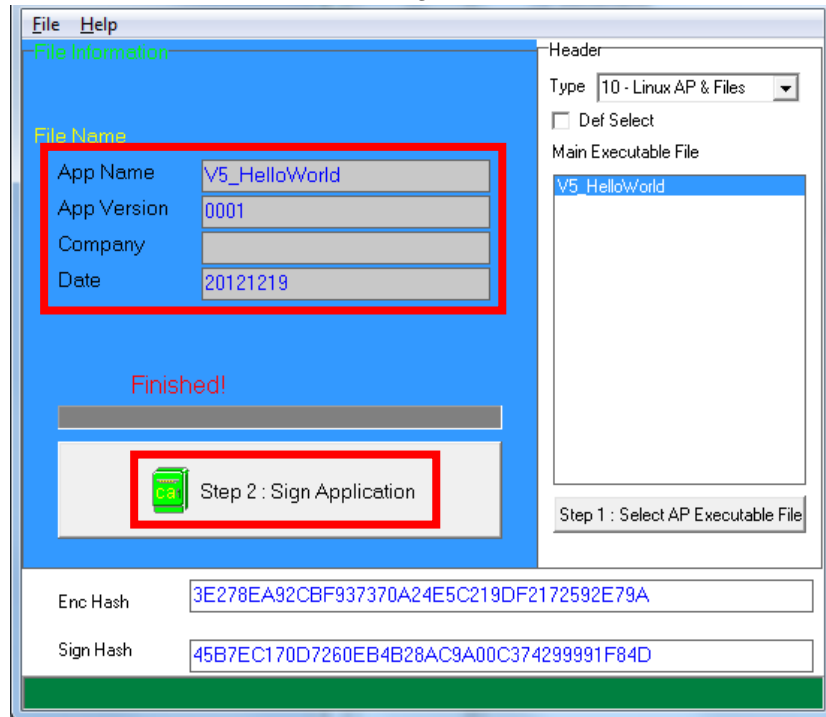 File Help
File Information
File Name
App Name V5_HelloWorld
App Version 0001
Company
Date 20121219
Finished!
ca
Step 2 : Sign Application
Header
Type 10 - Linux AP & Files
Def Select
Main Executable File
V5_HelloWorld
Step 1 : Select AP Executable File
Enc Hash 3E278EA92CBF937370A24E5C219DF2172592E79A
Sign Hash 45B7EC170D7260EB4B28AC9A00C374299991F84D